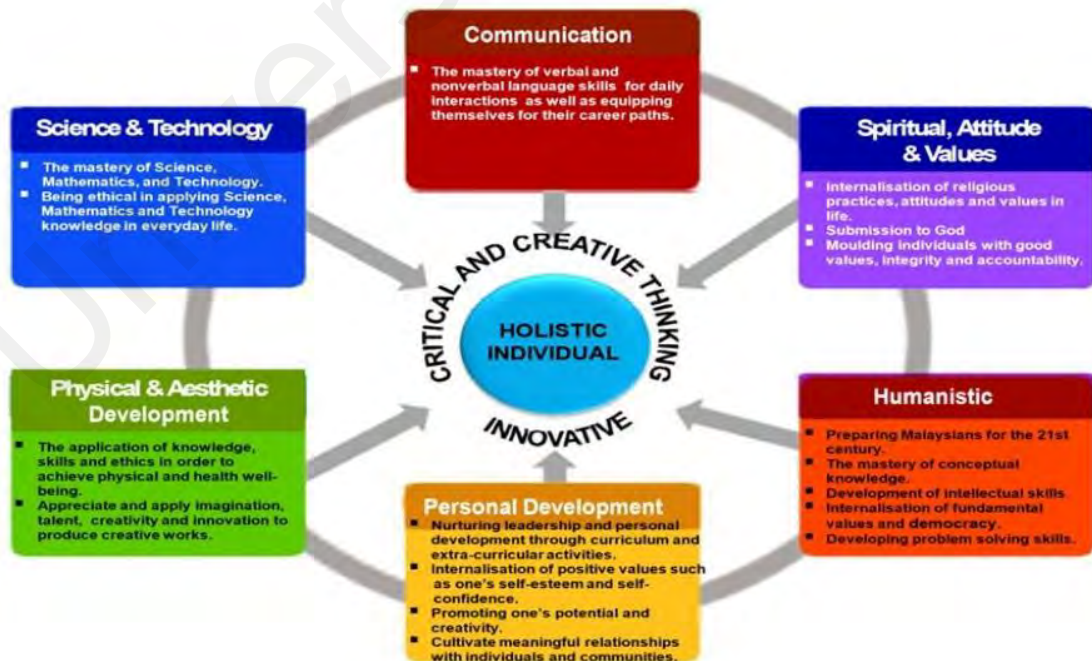 Communication
▪ The mastery of verbal and
nonverbal language skills for daily
interactions as well as equipping
themselves for their career paths.
Science & Technology
▪ The mastery of Science,
Mathematics, and Technology.
▪ Being ethical in applying Science,
Mathematics and Technology
knowledge in everyday life.
Spiritual, Attitude
& Values
▪ Internalisation of religious
practices, attitudes and values in
life.
▪ Submission to God
▪ Moulding individuals with good
values, integrity and accountability.
CRITICAL AND CREATIVE THINKING
HOLISTIC
INDIVIDUAL
INNOVATIVE
Physical & Aesthetic
Development
▪ The application of knowledge,
skills and ethics in order to
achieve physical and health well-
being.
▪ Appreciate and apply imagination,
talent, creativity and innovation to
produce creative works.
Humanistic
▪ Preparing Malaysians for the 21st
century.
▪ The mastery of conceptual
knowledge.
▪ Development of intellectual skills.
▪ Internalisation of fundamental
values and democracy.
▪ Developing problem solving skills.
Personal Development
▪ Nurturing leadership and personal
development through curriculum and
extra-curricular activities.
▪ Internalisation of positive values such
as one's self-esteem and self-
confidence.
▪ Promoting one's potential and
creativity.
▪ Cultivate meaningful relationships
with individuals and communities.